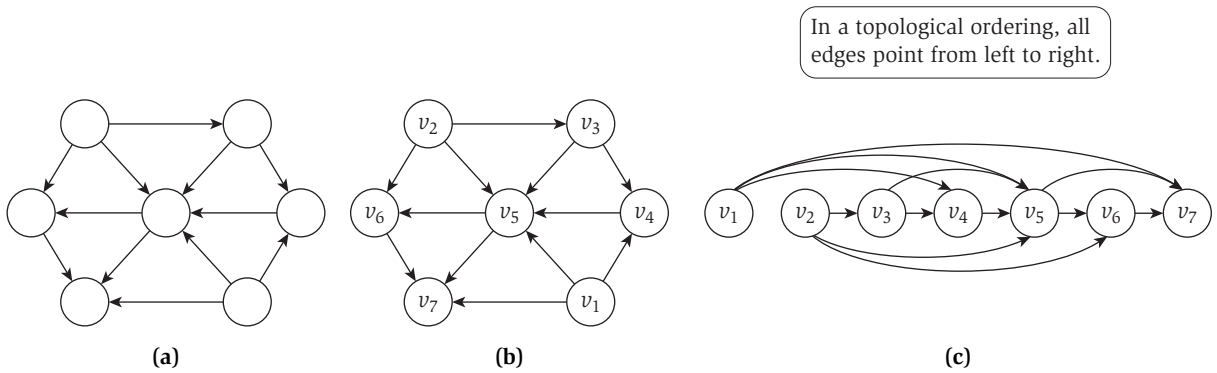 In a topological ordering, all
edges point from left to right.
v₂ v₃
v₆ v₅ v₄
v₇ v₁
v₁ v₂ v₃ v₄ v₅ v₆ v₇
(a) (b) (c)